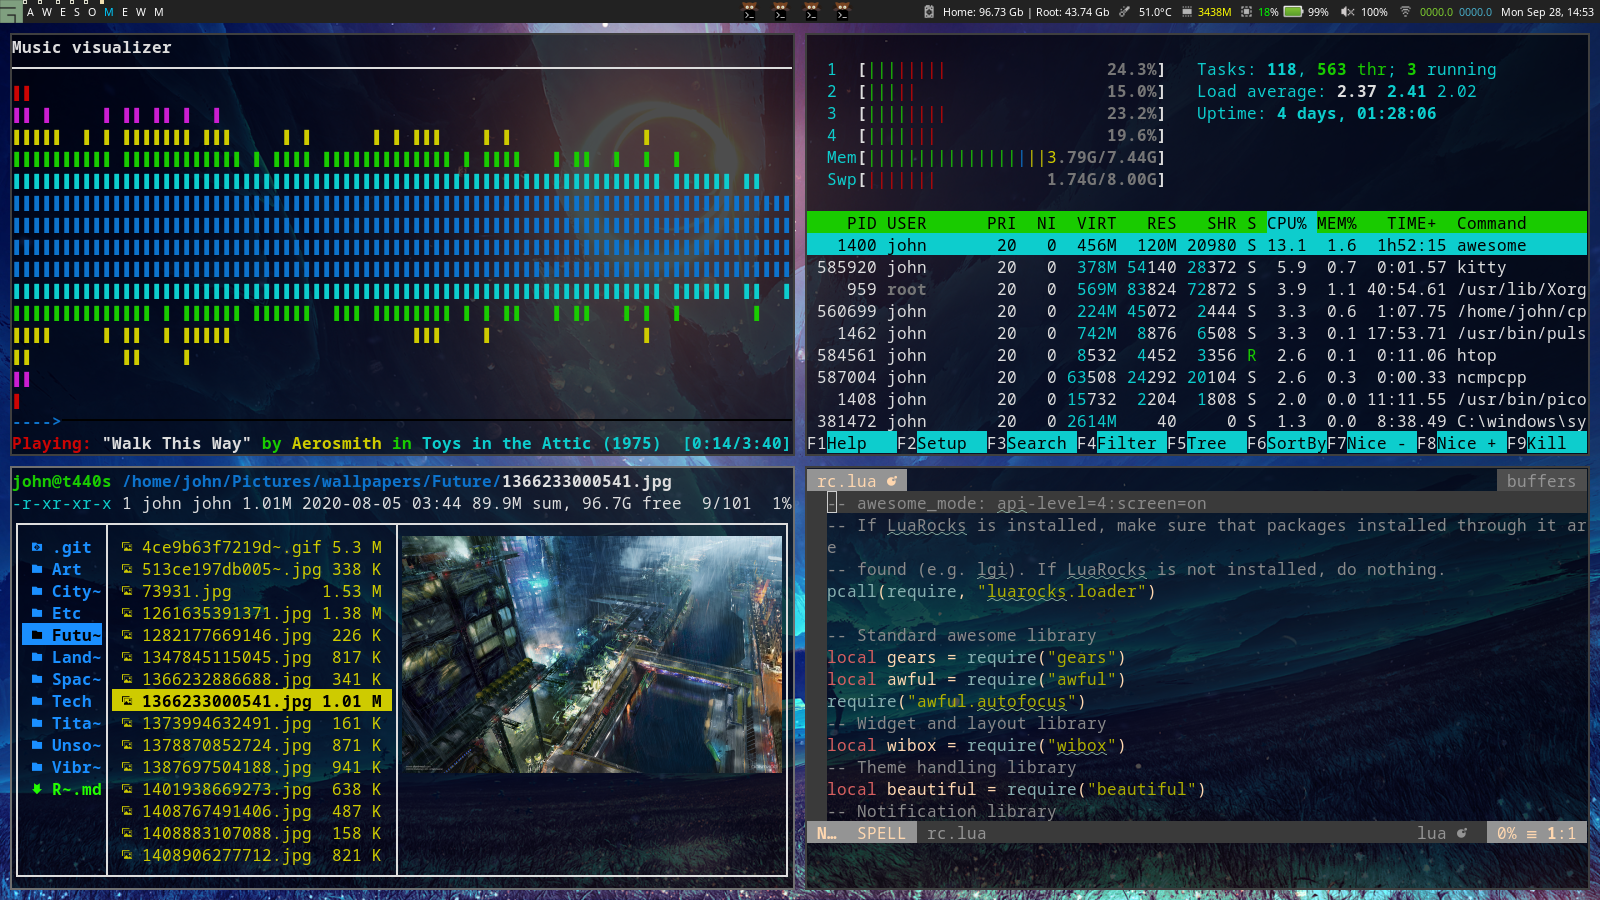 A W E S O M E W M
Home: 96.73 Gb | Root: 43.74 Gb 51.0°C 3438M 18% 99% 100% 0000.0 0000.0 Mon Sep 28, 14:53
Music visualizer
---->
Playing: "Walk This Way" by Aerosmith in Toys in the Attic (1975) [0:14/3:40]
1 [||||||||| 24.3%] Tasks: 118, 563 thr; 3 running
2 [||||| 15.0%] Load average: 2.37 2.41 2.02
3 [||||||||| 23.2%] Uptime: 4 days, 01:28:06
4 [||||||| 19.6%]
Mem[||||||||||||||||||3.79G/7.44G]
Swp[||||||| 1.74G/8.00G]
PID USER PRI NI VIRT RES SHR S CPU% MEM% TIME+ Command
1400 john 20 0 456M 120M 20980 S 13.1 1.6 1h52:15 awesome
585920 john 20 0 378M 54140 28372 S 5.9 0.7 0:01.57 kitty
959 root 20 0 569M 83824 72872 S 3.9 1.1 40:54.61 /usr/lib/Xorg
560699 john 20 0 224M 45072 2444 S 3.3 0.6 1:07.75 /home/john/cp
1462 john 20 0 742M 8876 6508 S 3.3 0.1 17:53.71 /usr/bin/puls
584561 john 20 0 8532 4452 3356 R 2.6 0.1 0:11.06 htop
587004 john 20 0 63508 24292 20104 S 2.6 0.3 0:00.33 ncmpcpp
1408 john 20 0 15732 2204 1808 S 2.0 0.0 11:11.55 /usr/bin/pico
381472 john 20 0 2614M 40 0 S 1.3 0.0 8:38.49 C:\windows\sy
F1Help F2Setup F3Search F4Filter F5Tree F6SortBy F7Nice - F8Nice + F9Kill
john@t440s /home/john/Pictures/wallpapers/Future/1366233000541.jpg
-r-xr-xr-x 1 john john 1.01M 2020-08-05 03:44 89.9M sum, 96.7G free 9/101 1%
.git 4ce9b63f7219d~.gif 5.3 M
Art 513ce197db005~.jpg 338 K
City~ 73931.jpg 1.53 M
Etc 1261635391371.jpg 1.38 M
Futu~ 1282177669146.jpg 226 K
Land~ 1347845115045.jpg 817 K
Spac~ 1366232886688.jpg 341 K
Tech 1366233000541.jpg 1.01 M
Tita~ 1373994632491.jpg 161 K
Unso~ 1378870852724.jpg 871 K
Vibr~ 1387697504188.jpg 941 K
R~.md 1401938669273.jpg 638 K
1408767491406.jpg 487 K
1408883107088.jpg 158 K
1408906277712.jpg 821 K
rc.lua buffers
-- awesome_mode: api-level=4:screen=on
-- If LuaRocks is installed, make sure that packages installed through it ar
e
-- found (e.g. lgi). If LuaRocks is not installed, do nothing.
pcall(require, "luarocks.loader")
-- Standard awesome library
local gears = require("gears")
local awful = require("awful")
require("awful.autofocus")
-- Widget and layout library
local wibox = require("wibox")
-- Theme handling library
local beautiful = require("beautiful")
-- Notification library
N… SPELL rc.lua lua 0% ≡ 1:1